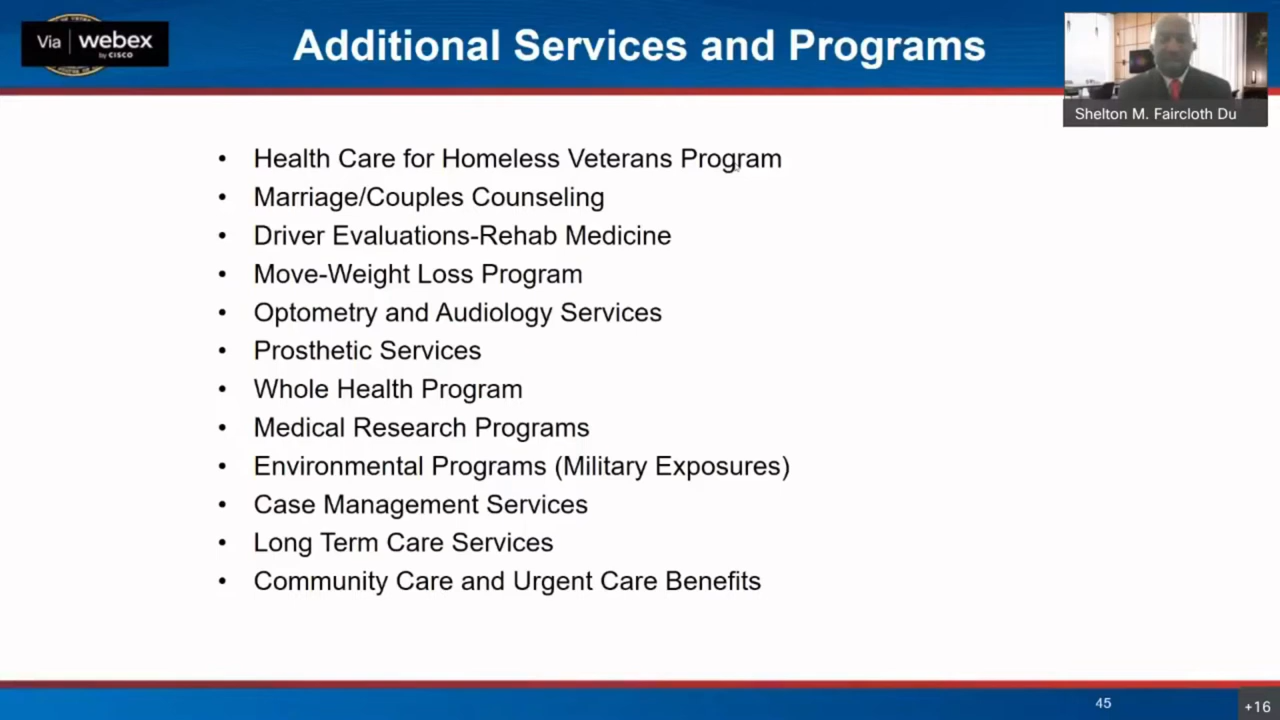 Via webex
by CISCO
Additional Services and Programs
Shelton M. Faircloth Du
• Health Care for Homeless Veterans Program
• Marriage/Couples Counseling
• Driver Evaluations-Rehab Medicine
• Move-Weight Loss Program
• Optometry and Audiology Services
• Prosthetic Services
• Whole Health Program
• Medical Research Programs
• Environmental Programs (Military Exposures)
• Case Management Services
• Long Term Care Services
• Community Care and Urgent Care Benefits
45
+16